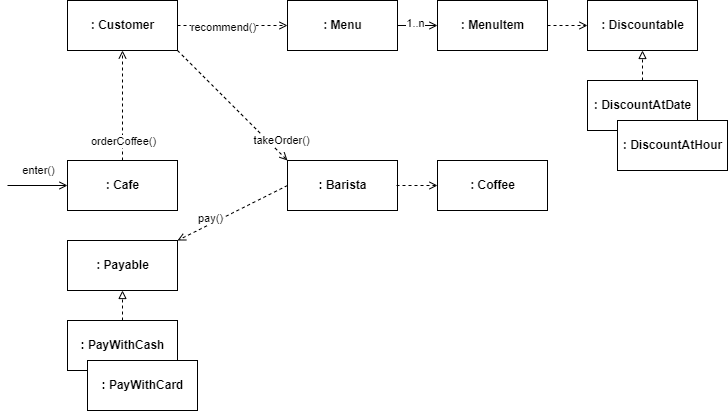 : Customer
recommend()
: Menu
1..n
: MenuItem
: Discountable
: DiscountAtDate
: DiscountAtHour
orderCoffee()
takeOrder()
enter()
: Cafe
: Barista
: Coffee
pay()
: Payable
: PayWithCash
: PayWithCard